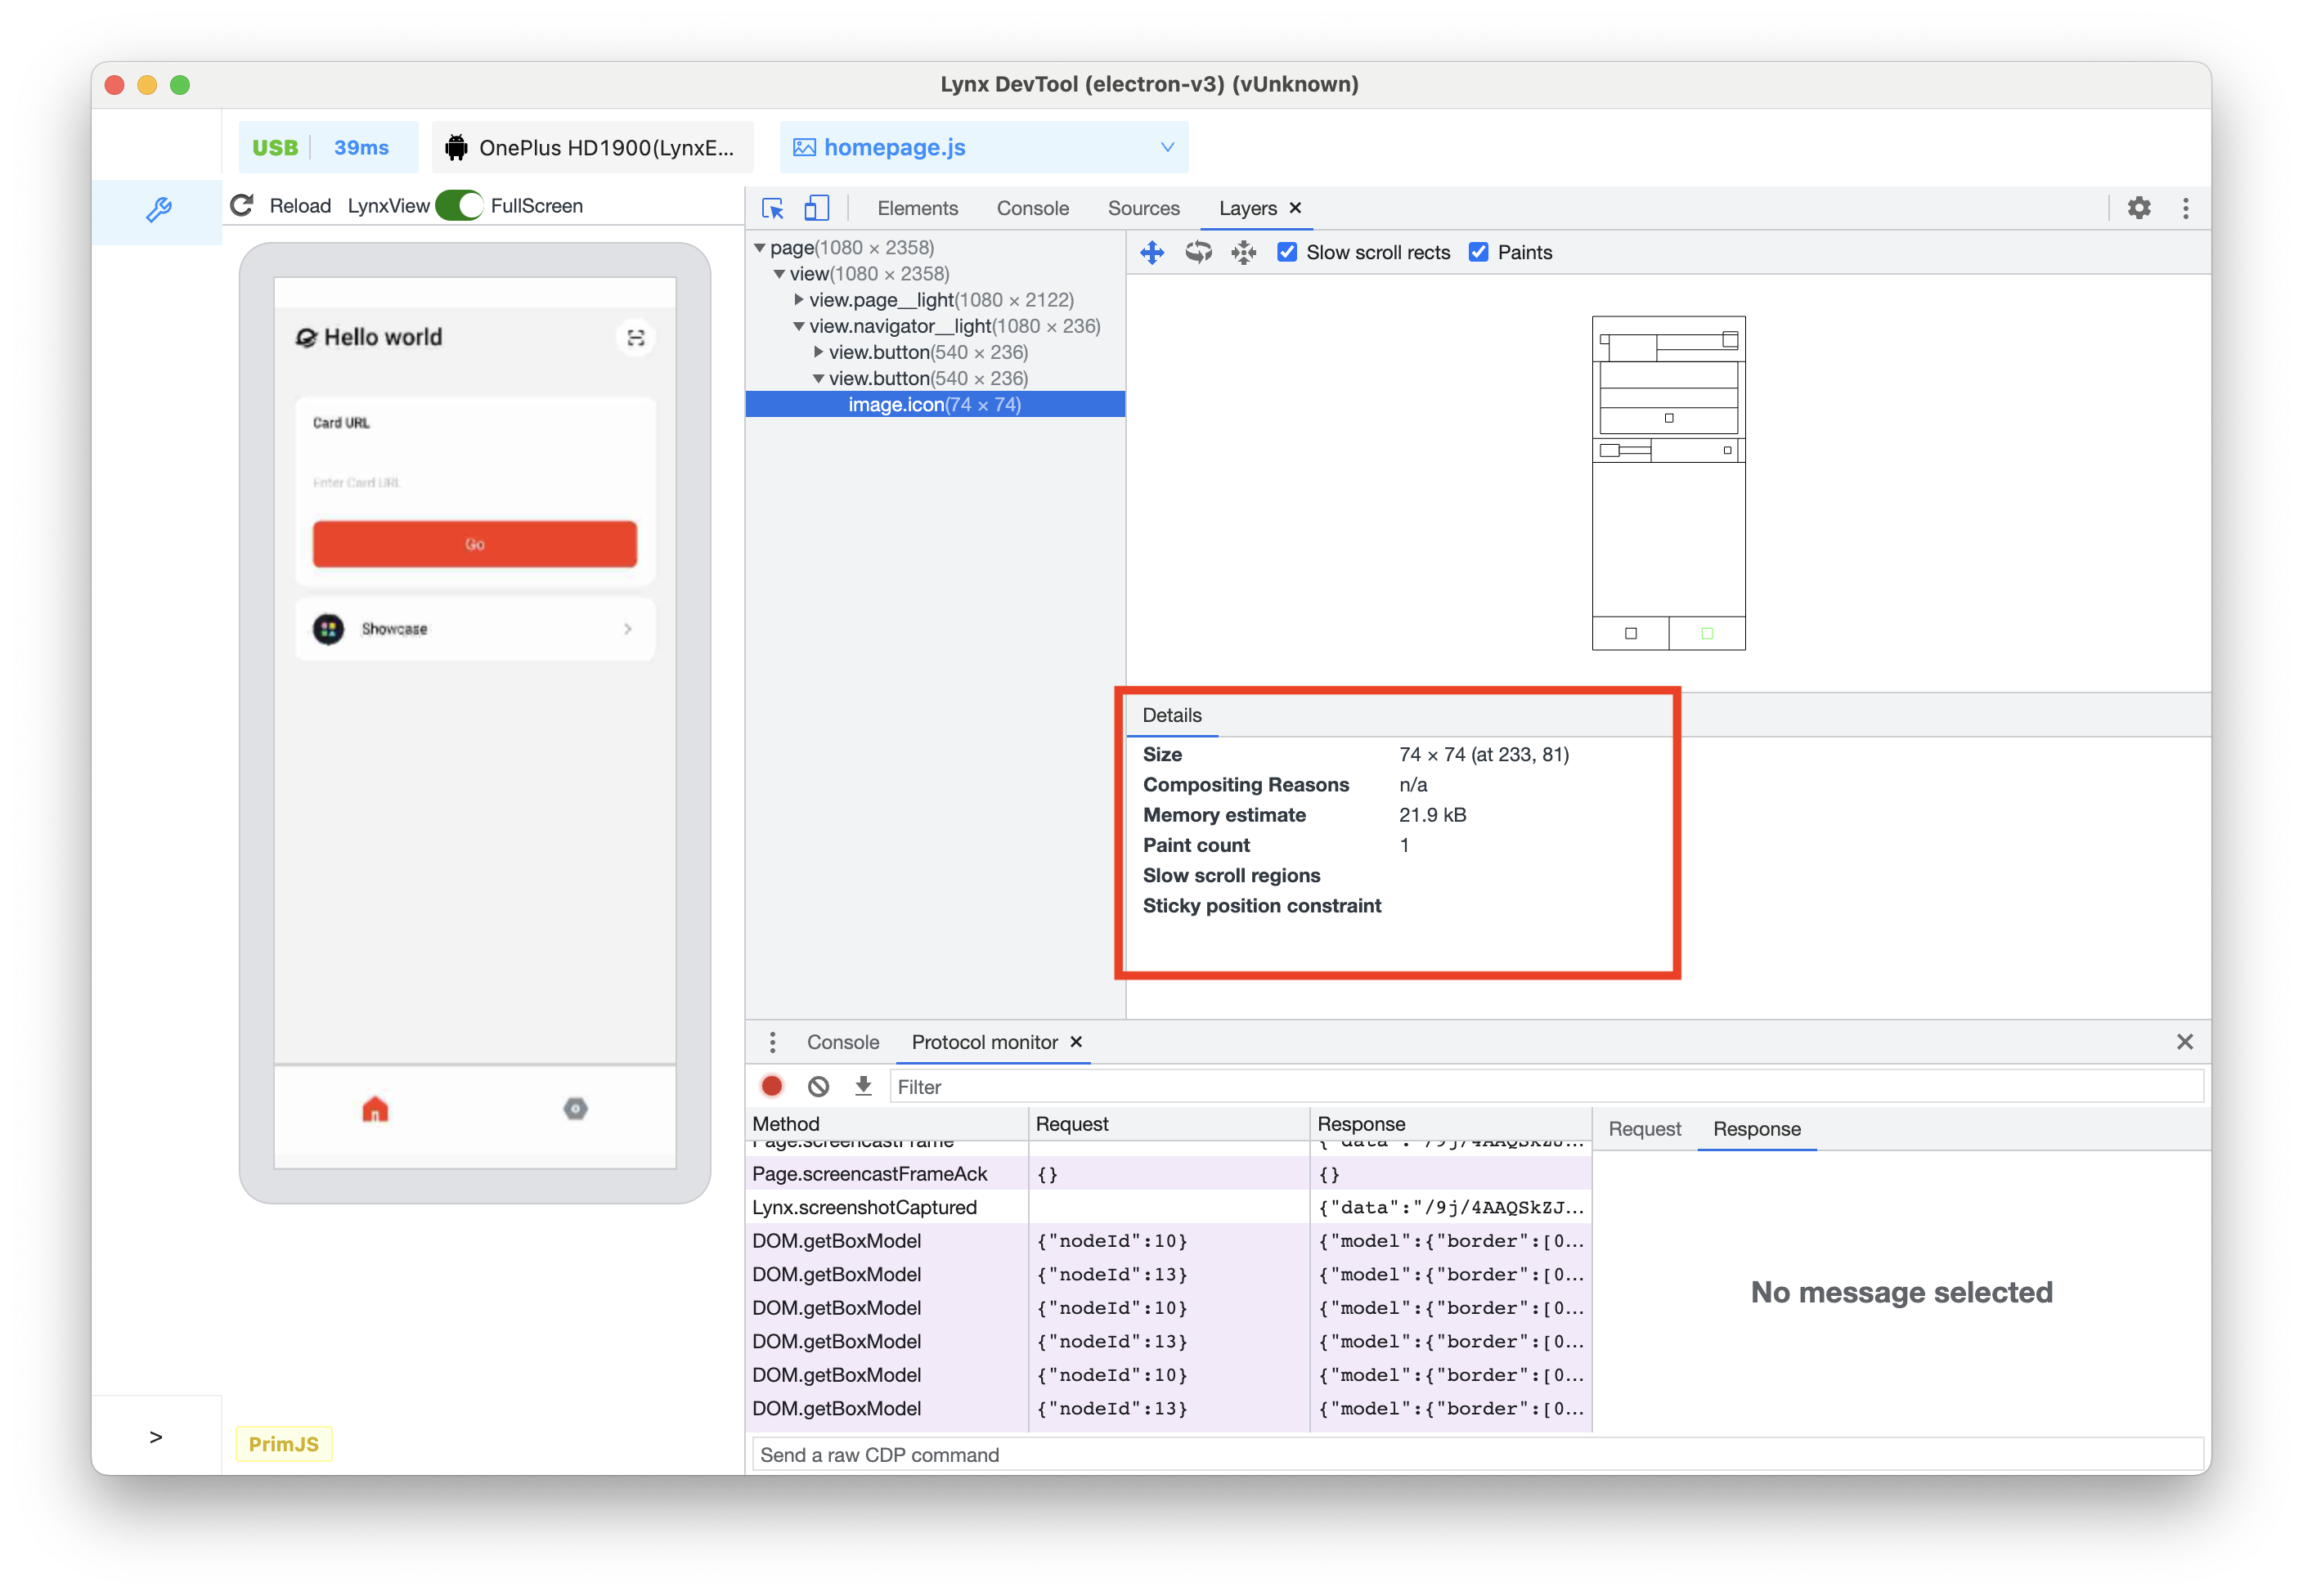 Lynx DevTool (electron-v3) (vUnknown)
USB 39ms OnePlus HD1900(LynxE... homepage.js
Reload LynxView FullScreen
Elements Console Sources Layers ×
page(1080 × 2358)
view(1080 × 2358)
view.page__light(1080 × 2122)
view.navigator__light(1080 × 236)
view.button(540 × 236)
view.button(540 × 236)
image.icon(74 × 74)
Slow scroll rects Paints
Hello world
Card URL
Enter Card URL
Go
Showcase
Details
Size 74 × 74 (at 233, 81)
Compositing Reasons n/a
Memory estimate 21.9 kB
Paint count 1
Slow scroll regions
Sticky position constraint
Console Protocol monitor ×
Filter
Method Request Response
Page.screencastFrame {"data":"/9j/4AAQSkZJ...
Page.screencastFrameAck {} {}
Lynx.screenshotCaptured {"data":"/9j/4AAQSkZJ...
DOM.getBoxModel {"nodeId":10} {"model":{"border":[0...
DOM.getBoxModel {"nodeId":13} {"model":{"border":[0...
DOM.getBoxModel {"nodeId":10} {"model":{"border":[0...
DOM.getBoxModel {"nodeId":13} {"model":{"border":[0...
DOM.getBoxModel {"nodeId":10} {"model":{"border":[0...
DOM.getBoxModel {"nodeId":13} {"model":{"border":[0...
Request Response
No message selected
Send a raw CDP command
>
PrimJS